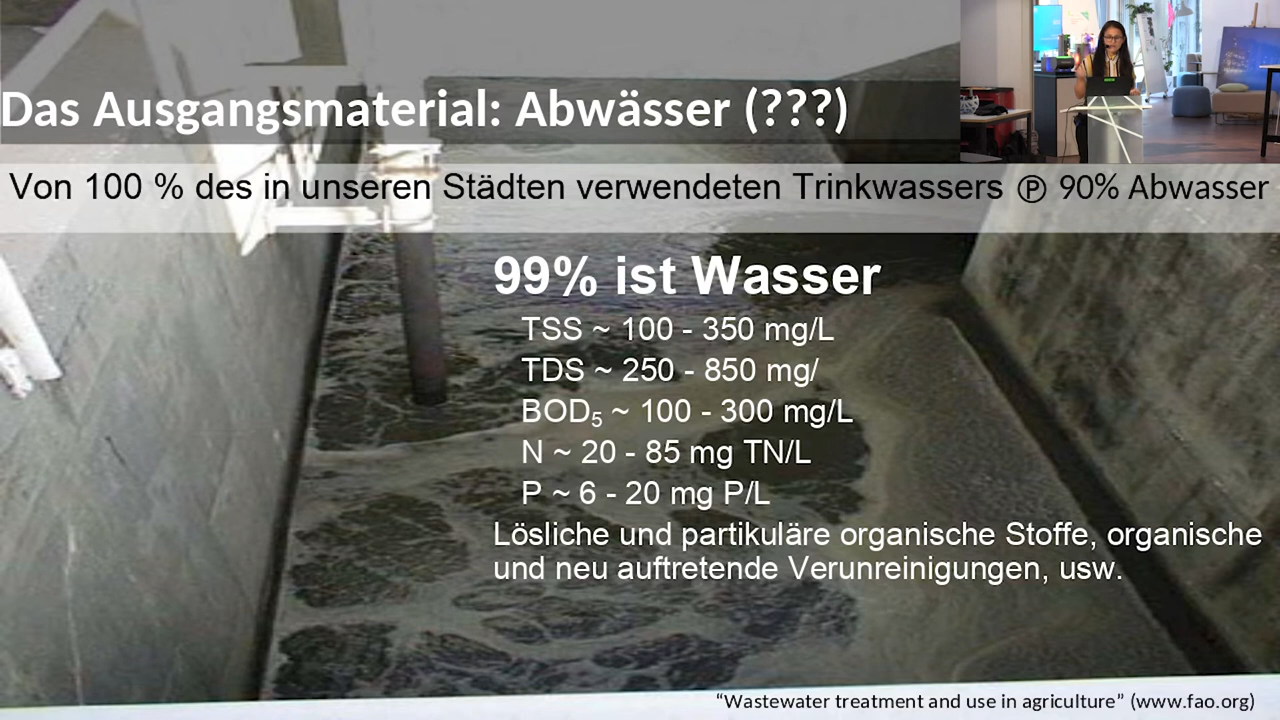 Das Ausgangsmaterial: Abwässer (???)
Von 100 % des in unseren Städten verwendeten Trinkwassers ℗ 90% Abwasser
99% ist Wasser
TSS ~ 100 - 350 mg/L
TDS ~ 250 - 850 mg/
BOD₅ ~ 100 - 300 mg/L
N ~ 20 - 85 mg TN/L
P ~ 6 - 20 mg P/L
Lösliche und partikuläre organische Stoffe, organische
und neu auftretende Verunreinigungen, usw.
“Wastewater treatment and use in agriculture” (www.fao.org)